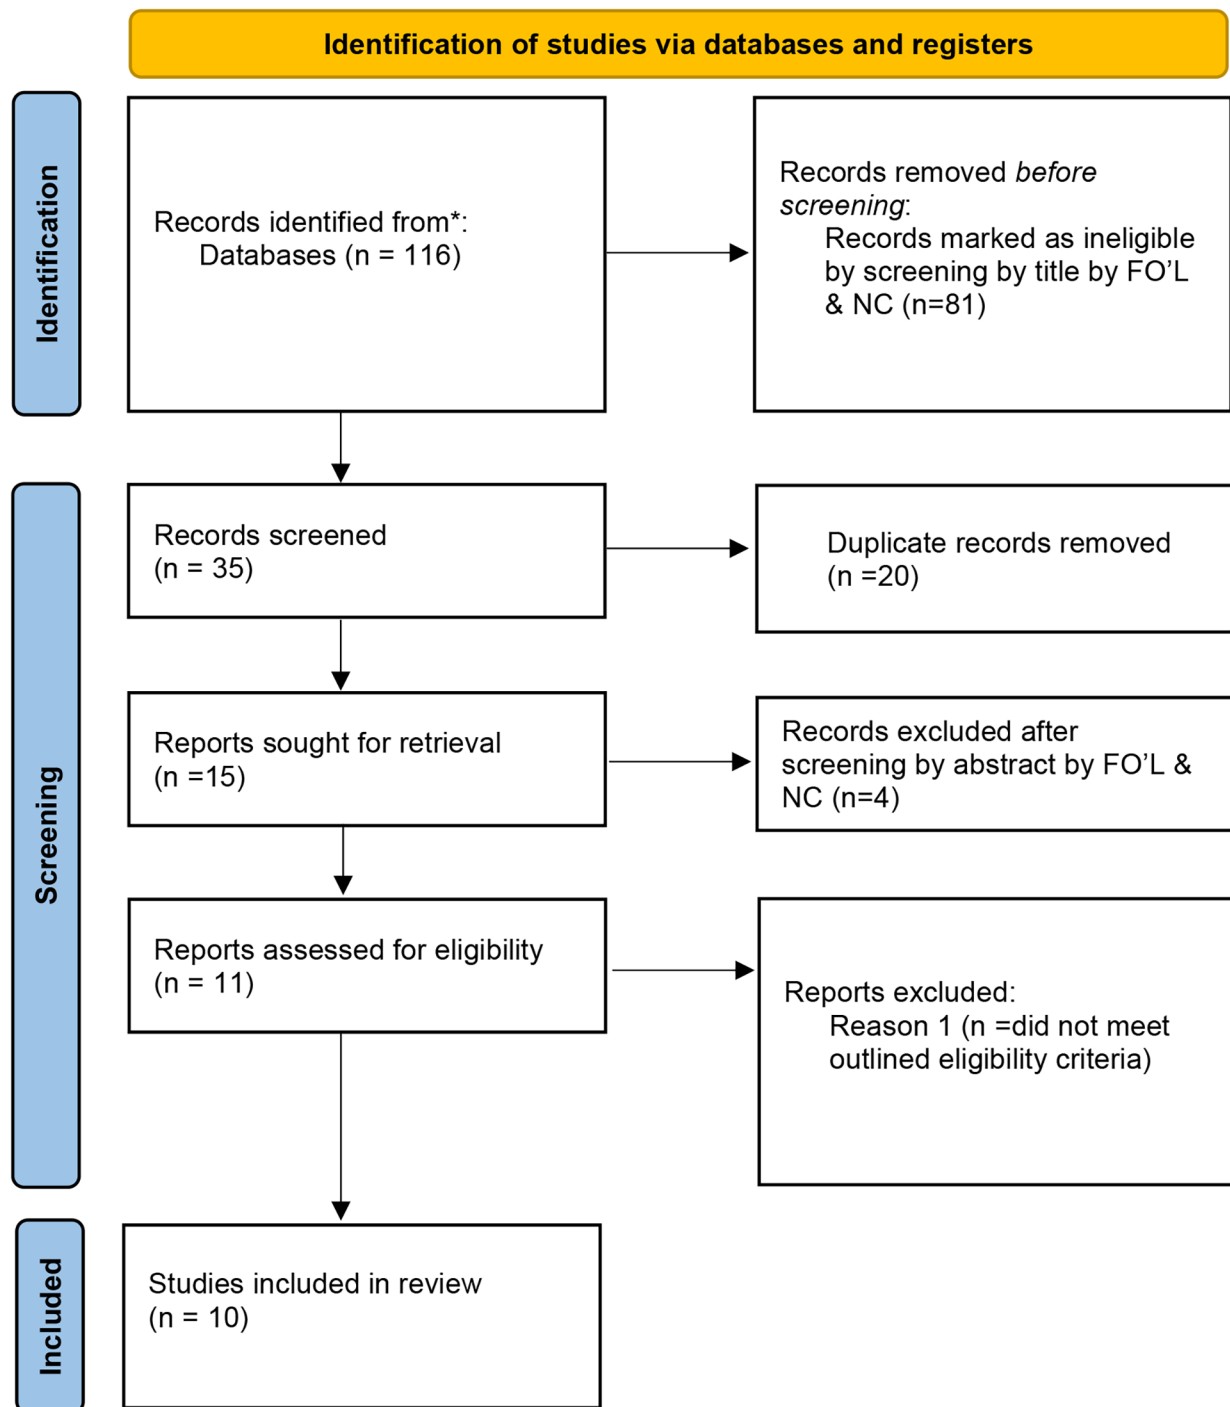 Identification of studies via databases and registers
Identification
Records identified from*:
Databases (n = 116)
Records removed before
screening:
Records marked as ineligible
by screening by title by FO’L
& NC (n=81)
Screening
Records screened
(n = 35)
Duplicate records removed
(n =20)
Reports sought for retrieval
(n =15)
Records excluded after
screening by abstract by FO’L &
NC (n=4)
Reports assessed for eligibility
(n = 11)
Reports excluded:
Reason 1 (n =did not meet
outlined eligibility criteria)
Included
Studies included in review
(n = 10)